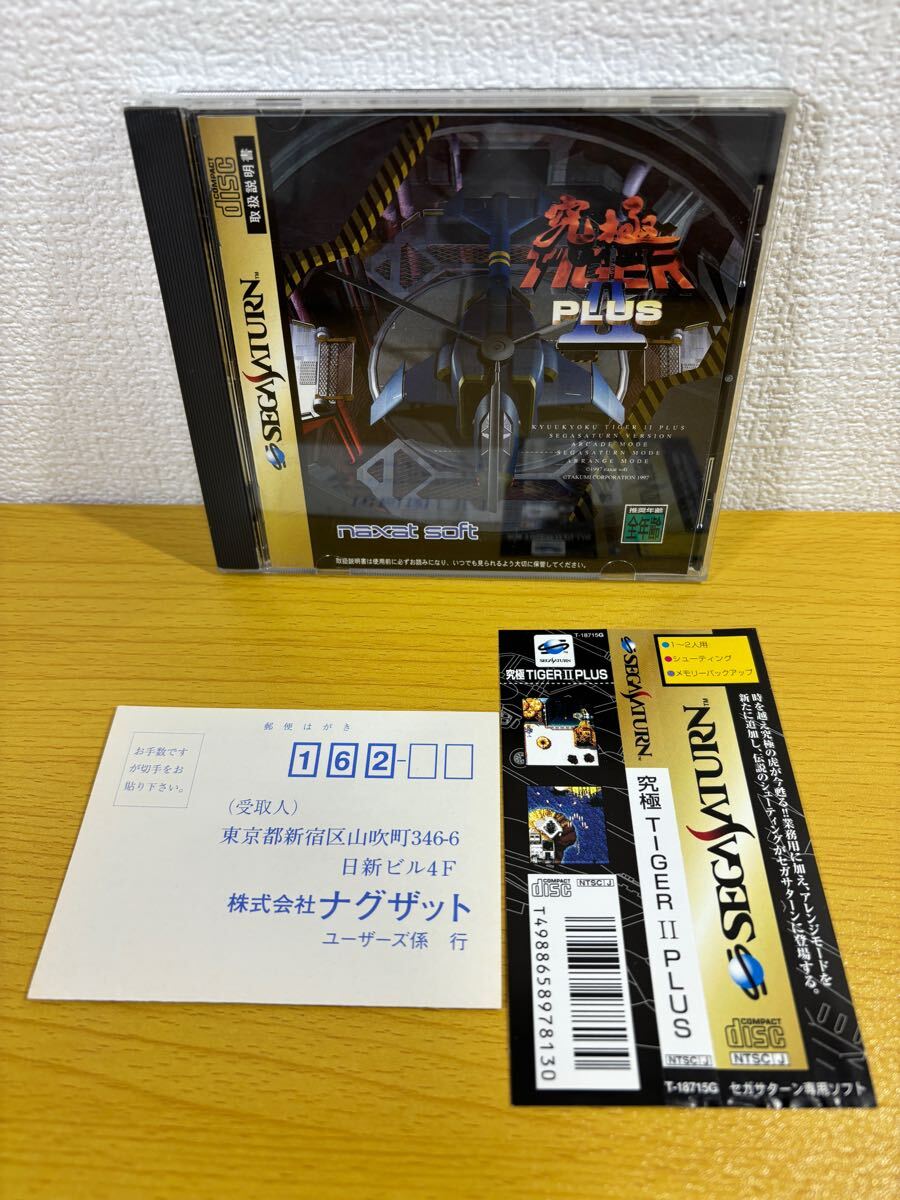 COMPACT
disc
取扱説明書
SEGA SATURN™
究極
TIGER
II
PLUS
KYUUKYOKU TIGER II PLUS
SEGASATURN VERSION
ARCADE MODE
SEGASATURN MODE
ARRANGE MODE
©1997 naxat soft
©TAKUMI CORPORATION 1997
推奨年齢
naxat soft
取扱説明書は使用前に必ずお読みになり、いつでも見られるよう大切に保管してください。
郵便はがき
お手数です
が切手をお
貼り下さい。
162-
(受取人)
東京都新宿区山吹町346-6
日新ビル4F
株式会社ナグザット
ユーザーズ係 行
T-18715G
SEGA SATURN
究極TIGER II PLUS
COMPACT
disc
NTSC J
T4988658978130
SEGA SATURN™
究極 TIGER II PLUS
NTSC J
T-18715G
1〜2人用
シューティング
メモリーバックアップ
SEGA SATURN™
COMPACT
disc
NTSC J
セガサターン専用ソフト
時を越え究極の虎が今甦る!!業務用に加え、アレンジモードを
新たに追加し、伝説のシューティングがセガサターンに登場する。